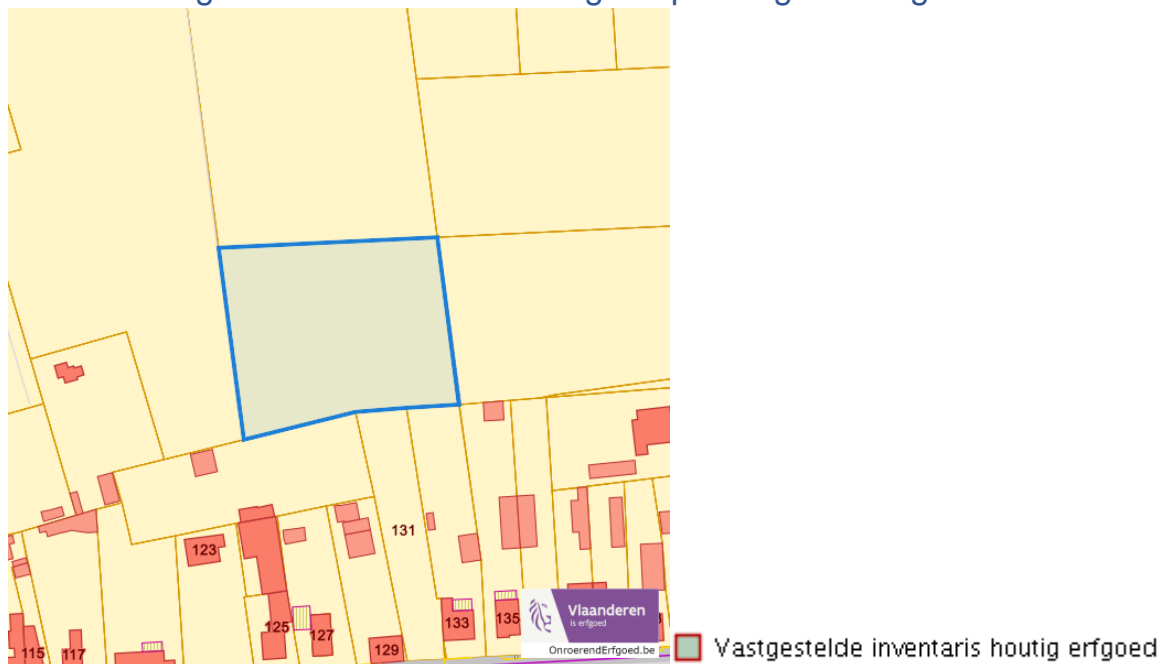 131
123
125
127
129
133
135
115
117
Vlaanderen
is erfgoed
OnroerendErfgoed.be
Vastgestelde inventaris houtig erfgoed